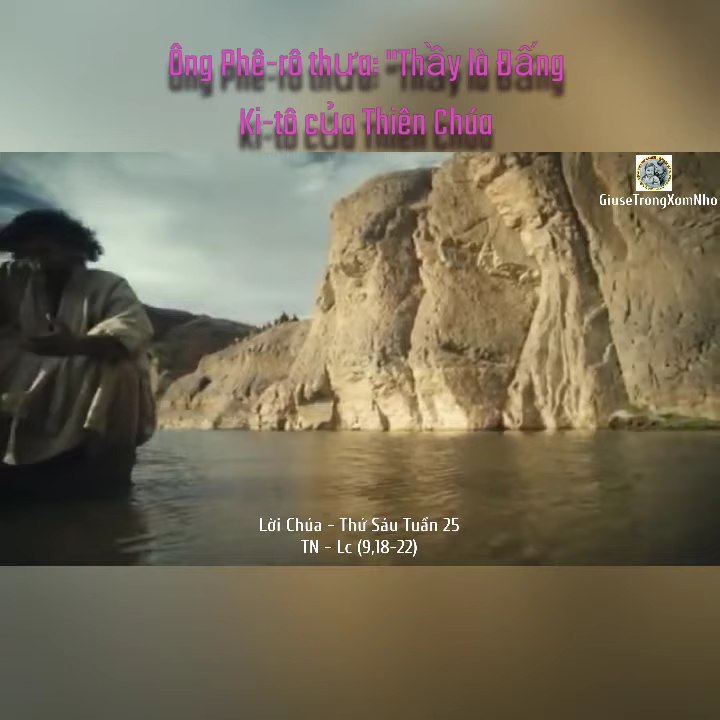 Ông Phê-rô thưa: "Thầy là Đấng
Ki-tô của Thiên Chúa
GiuseTrongXomNho
Lời Chúa - Thứ Sáu Tuần 25
TN - Lc (9,18-22)